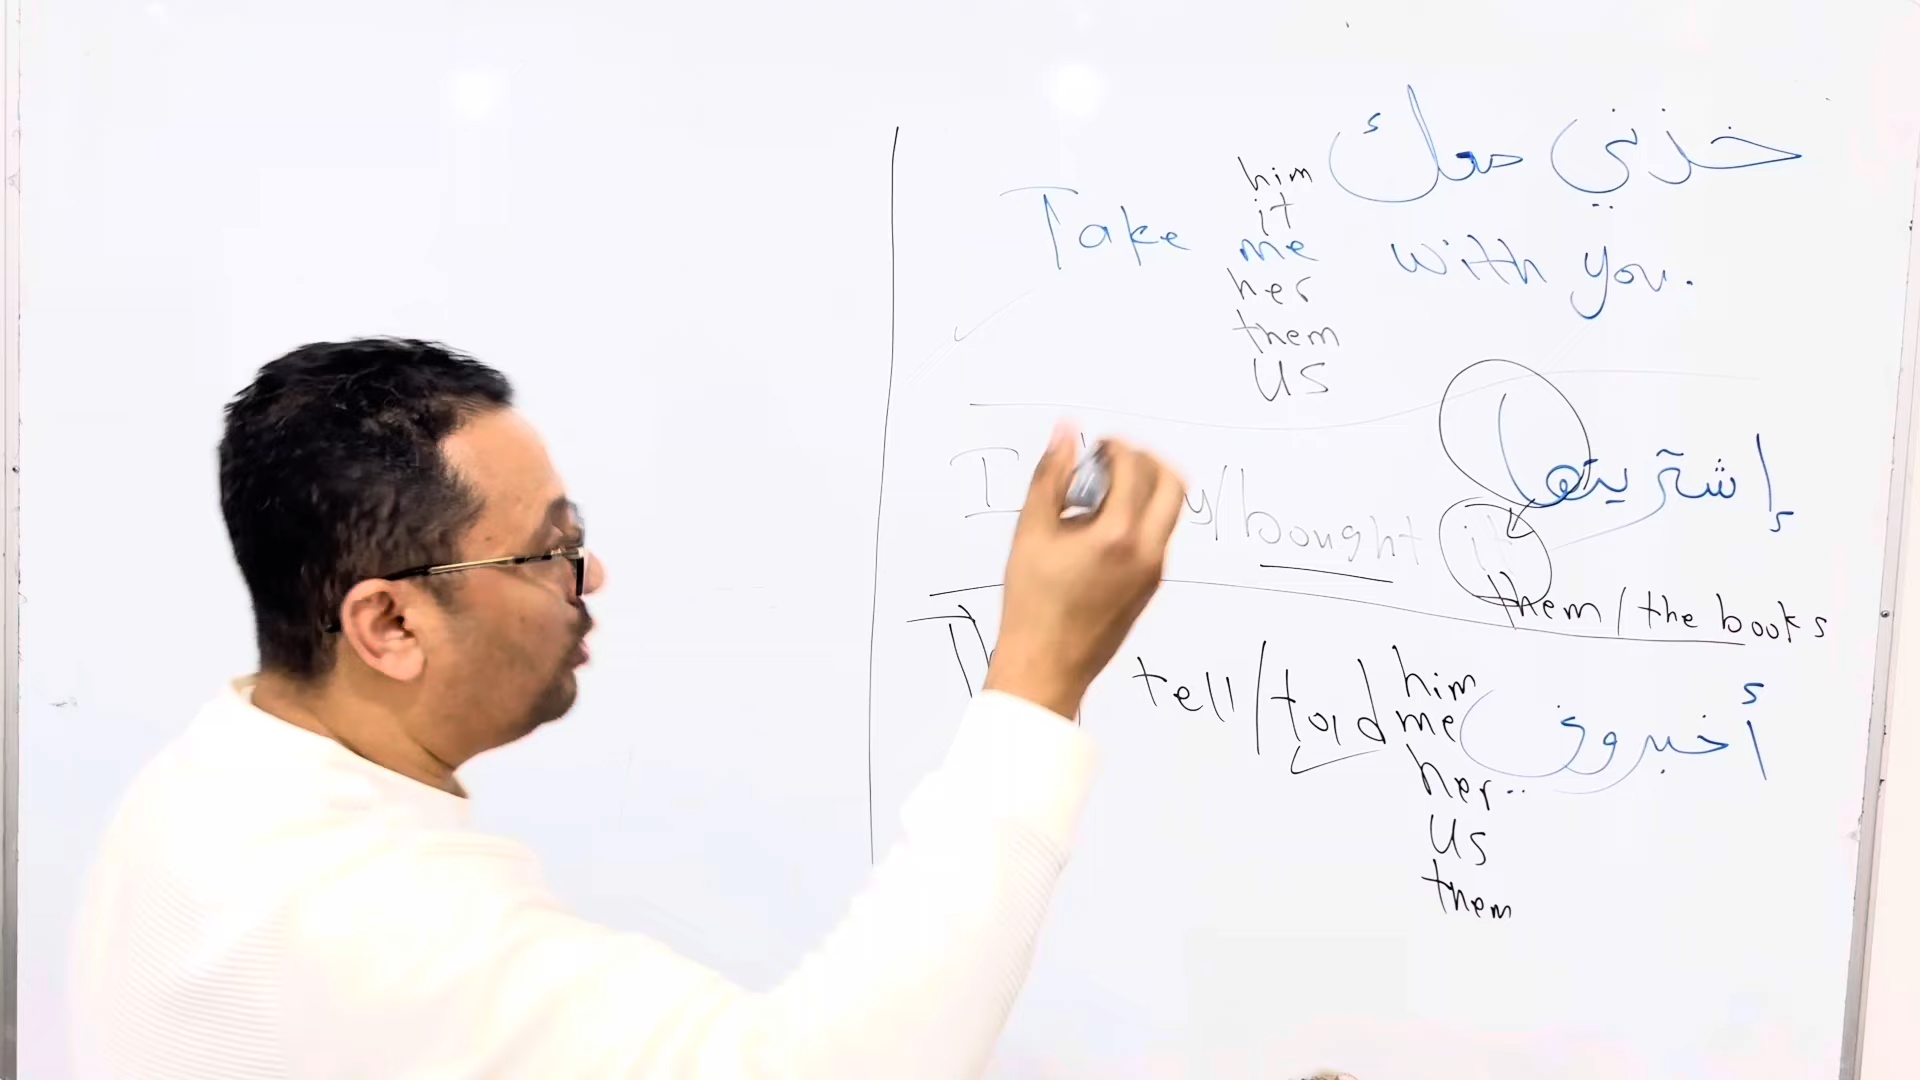 خذني معك
him
it
Take me with you.
her
them
us
إشتريتها
I y/bought it
them/the books
him
tell/told me أخبروني
her
us
them